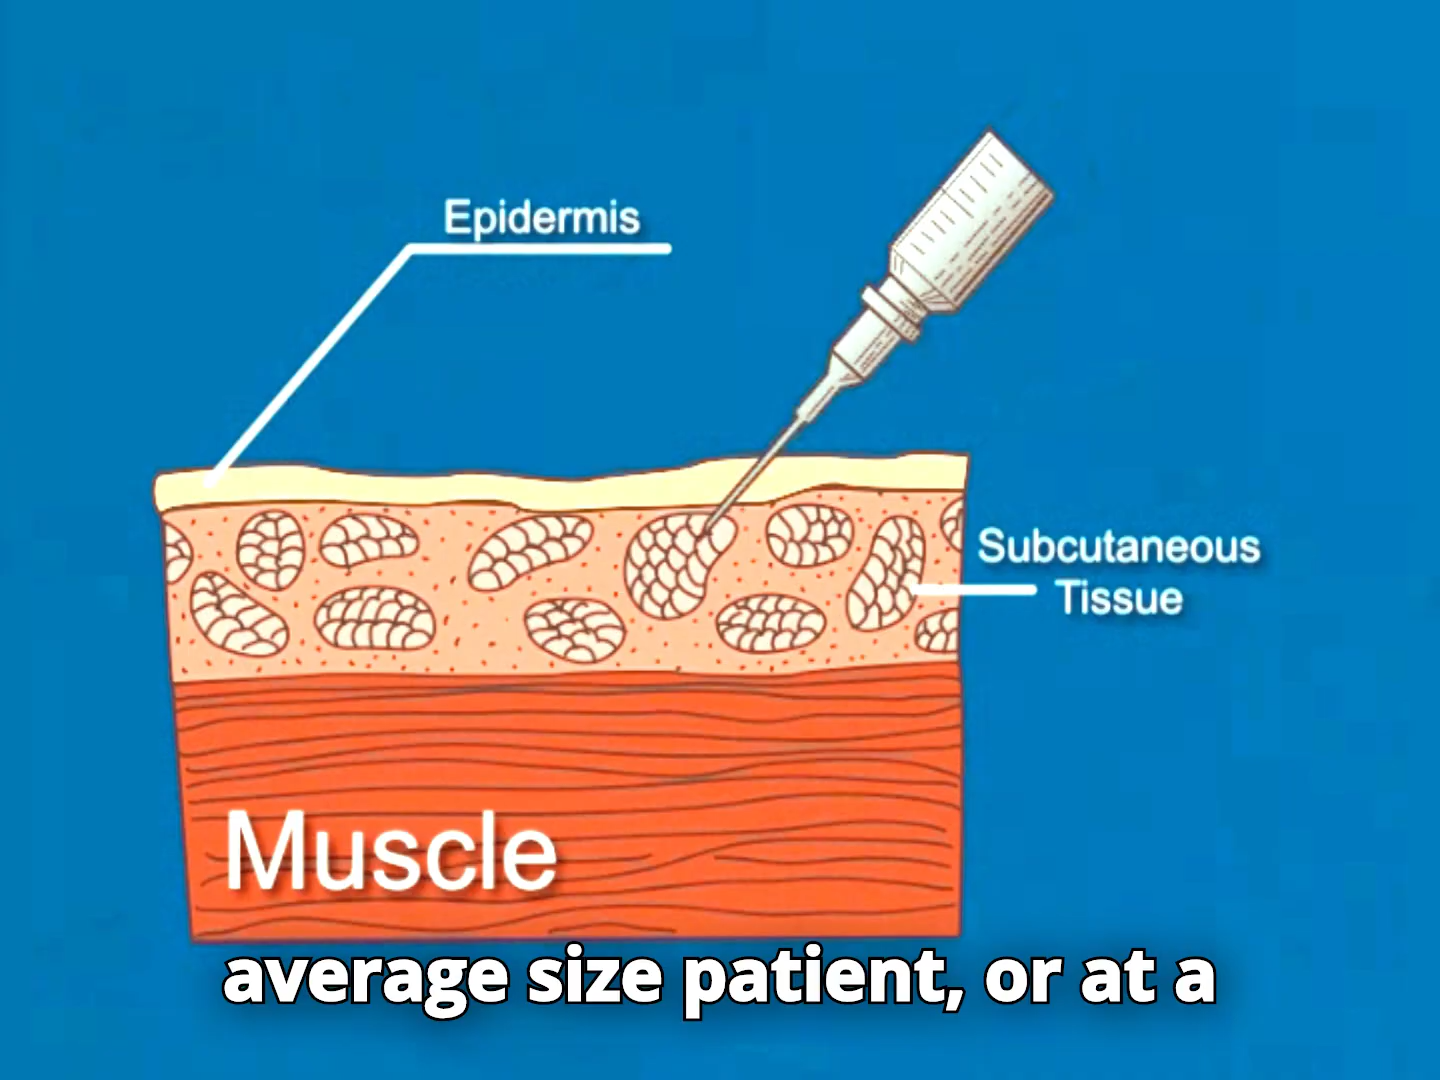 Epidermis
Subcutaneous
Tissue
Muscle
average size patient, or at a